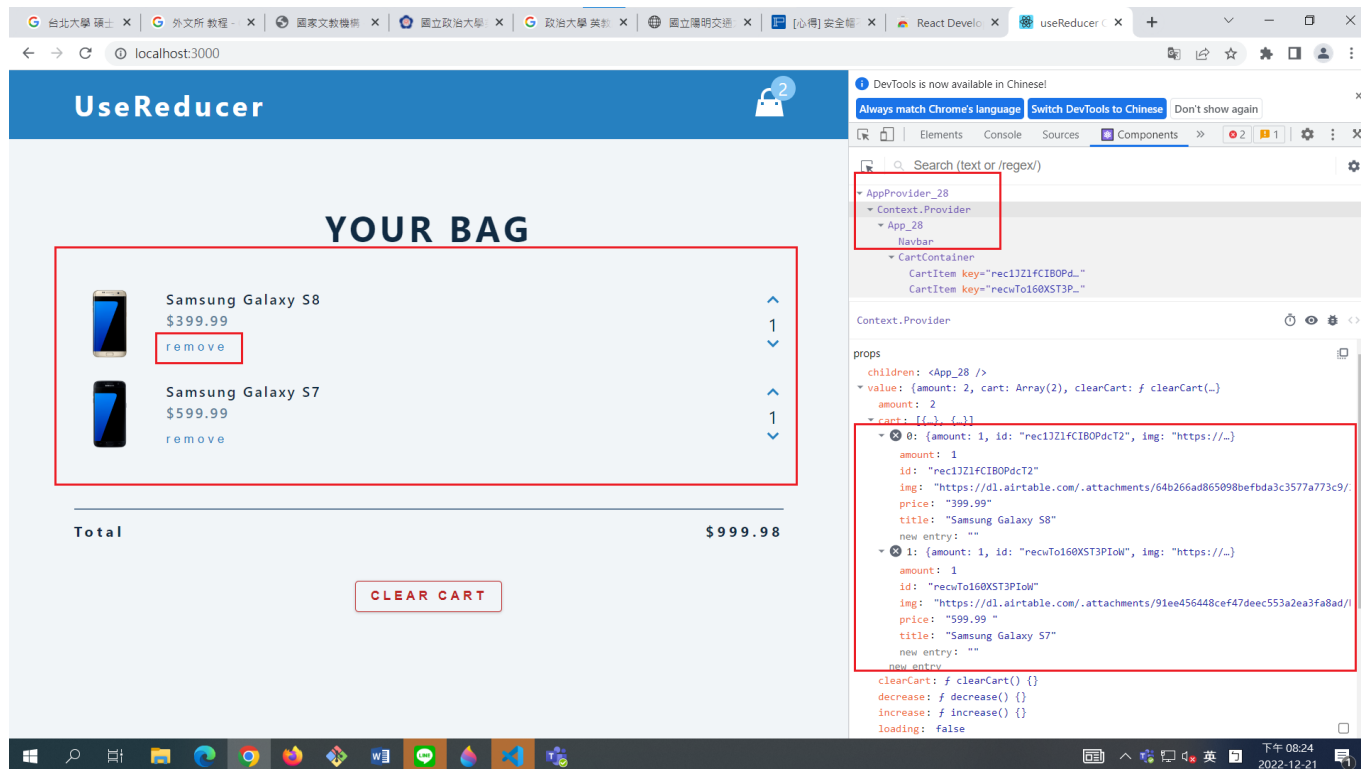 台北大學 碩士
外文所 教程 -
國家文教機構
國立政治大學
政治大學 英教
國立陽明交通
[心得] 安全帽
React Develo
useReducer
localhost:3000
UseReducer
2
YOUR BAG
Samsung Galaxy S8
$399.99
remove
1
Samsung Galaxy S7
$599.99
remove
1
Total
$999.98
CLEAR CART
DevTools is now available in Chinese!
Always match Chrome's language
Switch DevTools to Chinese
Don't show again
Elements
Console
Sources
Components
2
1
Search (text or /regex/)
AppProvider_28
Context.Provider
App_28
Navbar
CartContainer
CartItem key="rec1JZlfCIBOPd…"
CartItem key="recwTo160XST3P…"
Context.Provider
props
children: <App_28 />
value: {amount: 2, cart: Array(2), clearCart: ƒ clearCart(…}
amount: 2
cart: [{…}, {…}]
0: {amount: 1, id: "rec1JZlfCIBOPdcT2", img: "https://…}
amount: 1
id: "rec1JZlfCIBOPdcT2"
img: "https://dl.airtable.com/.attachments/64b266ad865098befbda3c3577a773c9/
price: "399.99"
title: "Samsung Galaxy S8"
new entry: ""
1: {amount: 1, id: "recwTo160XST3PIoW", img: "https://…}
amount: 1
id: "recwTo160XST3PIoW"
img: "https://dl.airtable.com/.attachments/91ee456448cef47deec553a2ea3fa8ad/
price: "599.99 "
title: "Samsung Galaxy S7"
new entry: ""
new entry
clearCart: ƒ clearCart() {}
decrease: ƒ decrease() {}
increase: ƒ increase() {}
loading: false
英
下午 08:24
2022-12-21